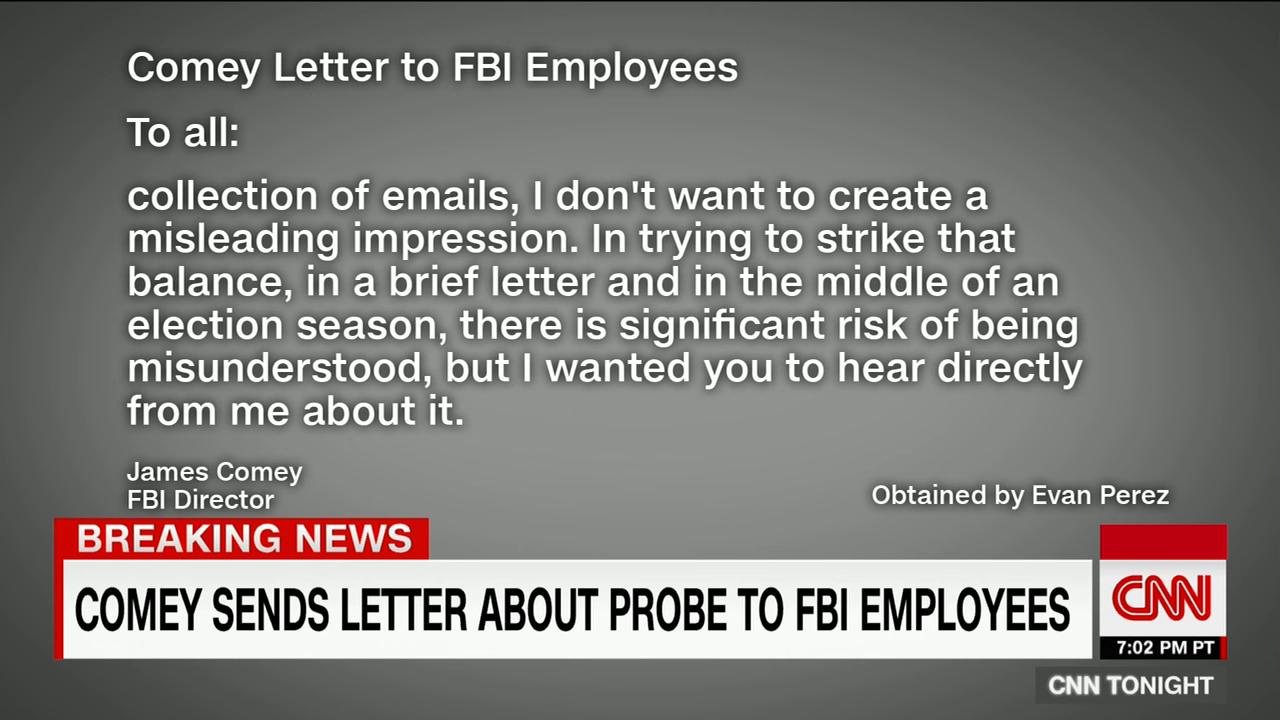 Comey Letter to FBI Employees
To all:
collection of emails, I don't want to create a
misleading impression. In trying to strike that
balance, in a brief letter and in the middle of an
election season, there is significant risk of being
misunderstood, but I wanted you to hear directly
from me about it.
James Comey
FBI Director
Obtained by Evan Perez
BREAKING NEWS
COMEY SENDS LETTER ABOUT PROBE TO FBI EMPLOYEES
CNN
7:02 PM PT
CNN TONIGHT